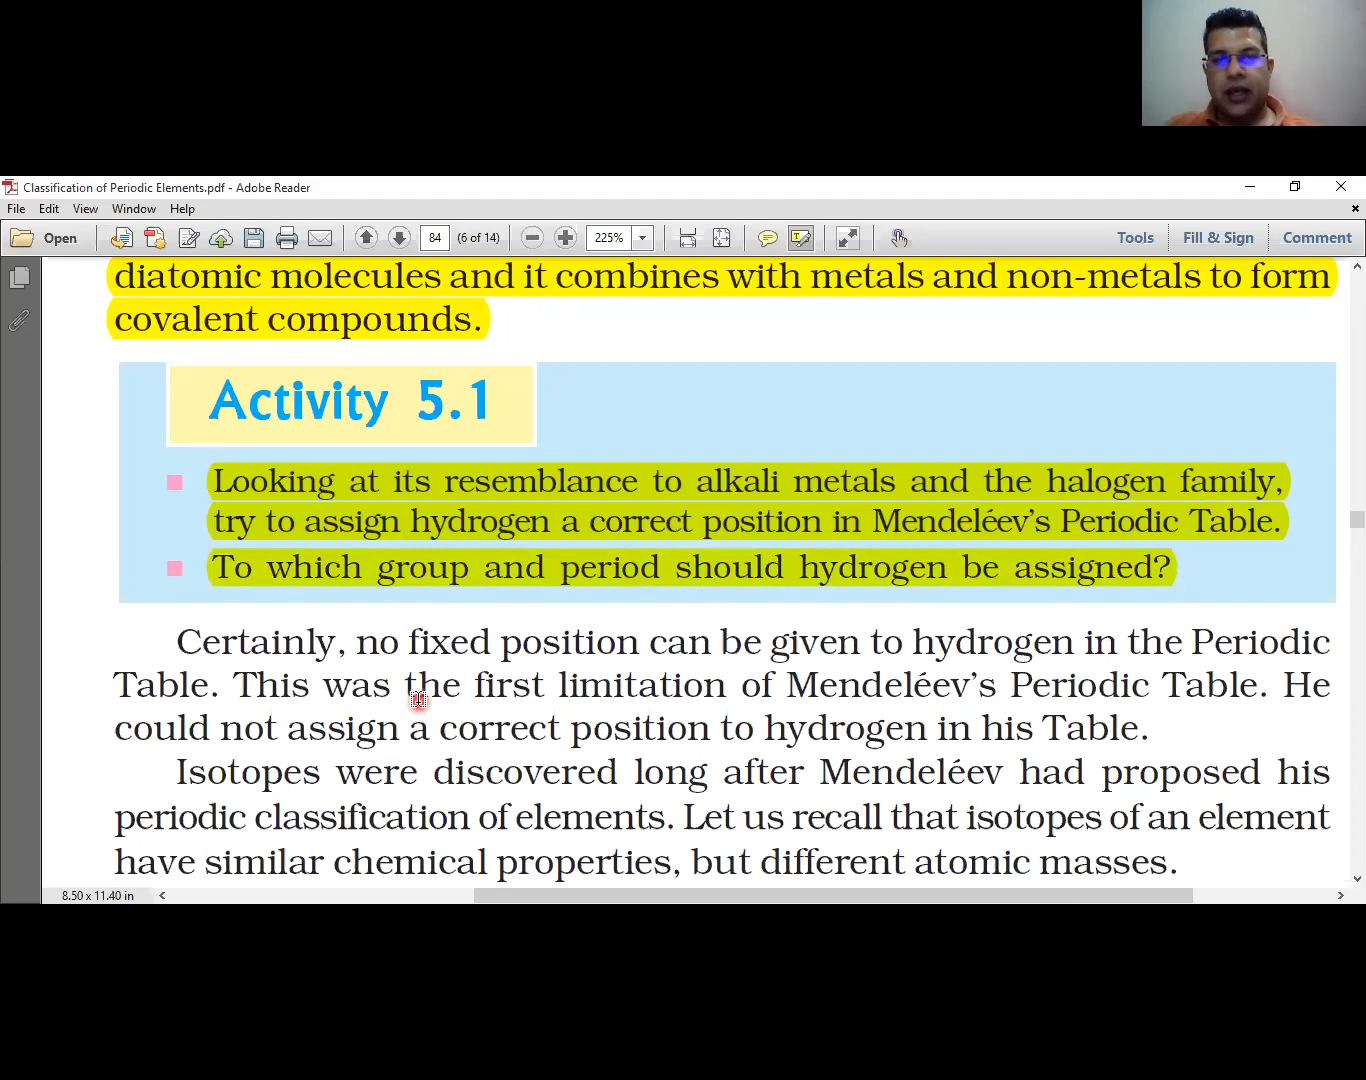 Classification of Periodic Elements.pdf - Adobe Reader
File Edit View Window Help
Open 84 (6 of 14) 225% Tools Fill & Sign Comment
diatomic molecules and it combines with metals and non-metals to form
covalent compounds.
Activity 5.1
Looking at its resemblance to alkali metals and the halogen family,
try to assign hydrogen a correct position in Mendeléev's Periodic Table.
To which group and period should hydrogen be assigned?
Certainly, no fixed position can be given to hydrogen in the Periodic
Table. This was the first limitation of Mendeléev's Periodic Table. He
could not assign a correct position to hydrogen in his Table.
Isotopes were discovered long after Mendeléev had proposed his
periodic classification of elements. Let us recall that isotopes of an element
have similar chemical properties, but different atomic masses.
8.50 x 11.40 in